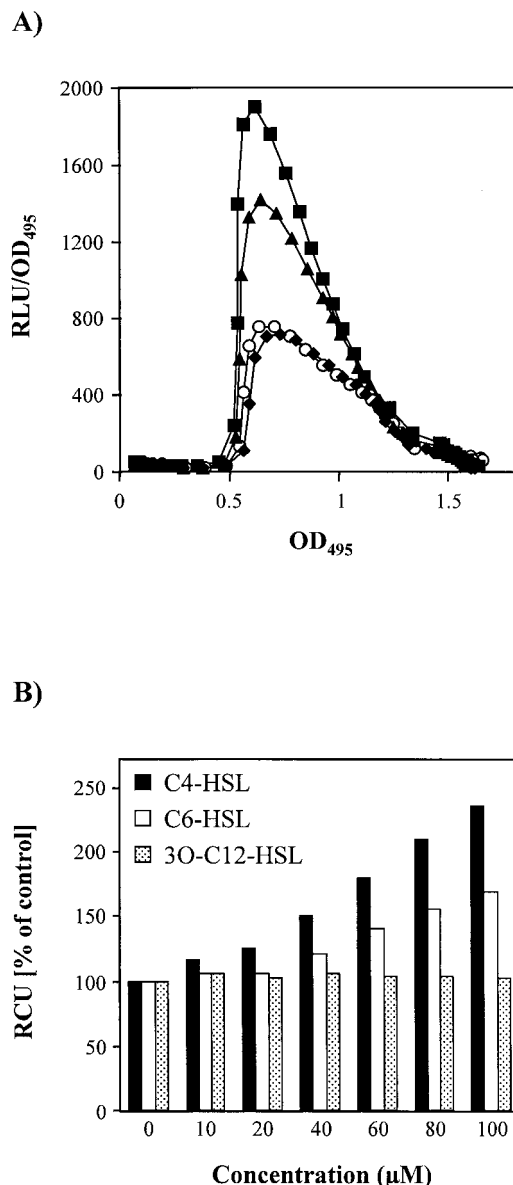 A)
2000
1600
1200
800
400
0
RLU/OD495
0 0.5 1 1.5
OD495
B)
250
200
150
100
50
0
RCU [% of control]
C4-HSL
C6-HSL
3O-C12-HSL
0 10 20 40 60 80 100
Concentration (µM)